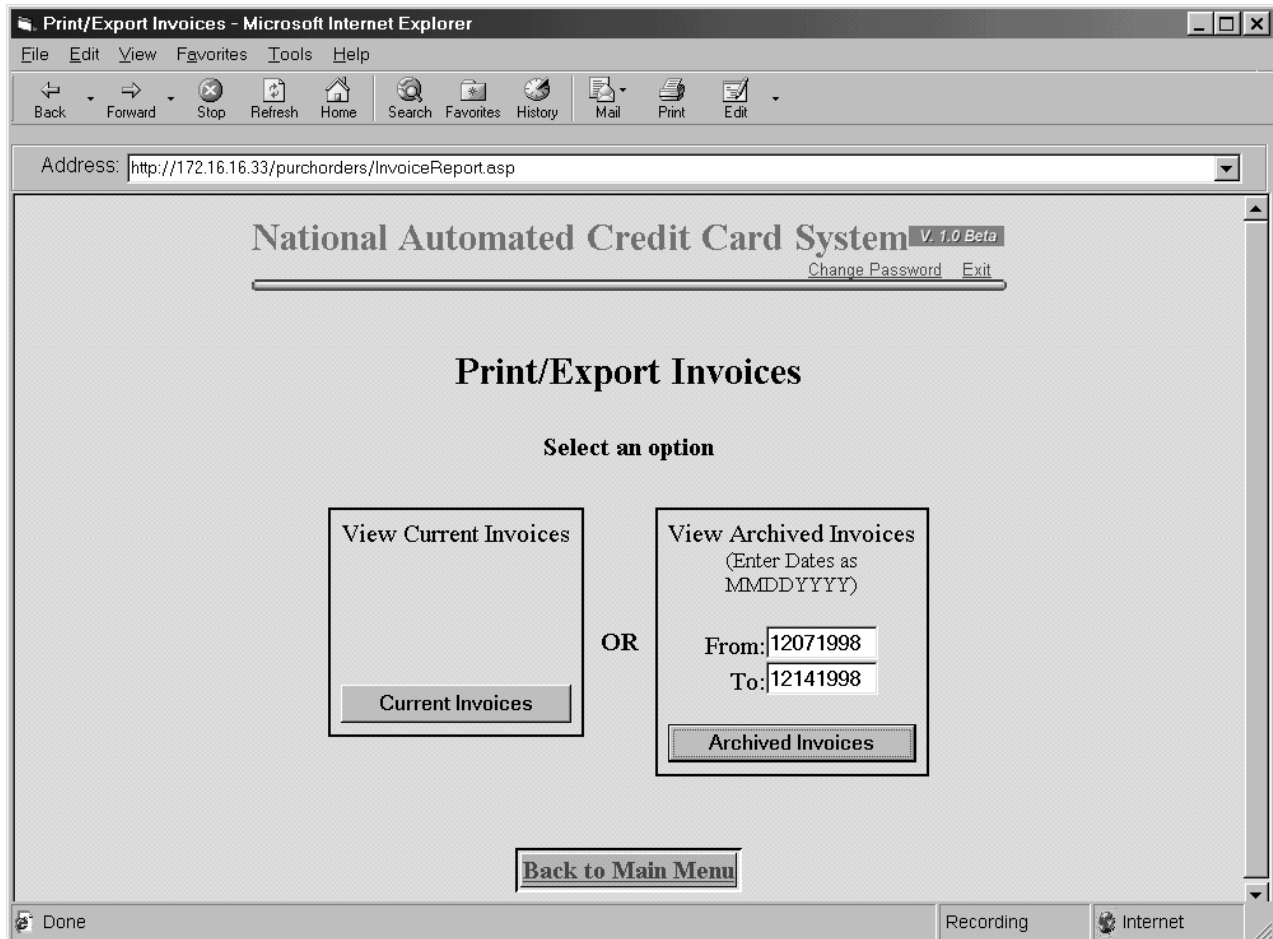 Print/Export Invoices - Microsoft Internet Explorer
File Edit View Favorites Tools Help
Back Forward Stop Refresh Home Search Favorites History Mail Print Edit
Address: http://172.16.16.33/purchorders/InvoiceReport.asp
National Automated Credit Card System V. 1.0 Beta
Change Password Exit
Print/Export Invoices
Select an option
View Current Invoices
Current Invoices
OR
View Archived Invoices
(Enter Dates as
MMDDYYYY)
From: 12071998
To: 12141998
Archived Invoices
Back to Main Menu
Done Recording Internet